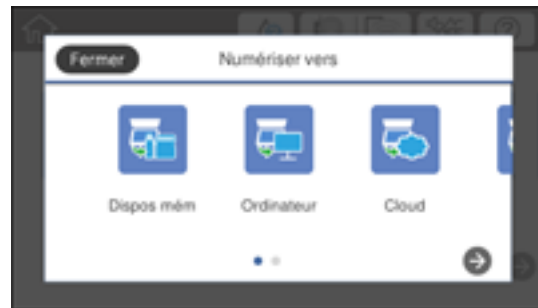 Fermer
Numériser vers
Dispos mém
Ordinateur
Cloud